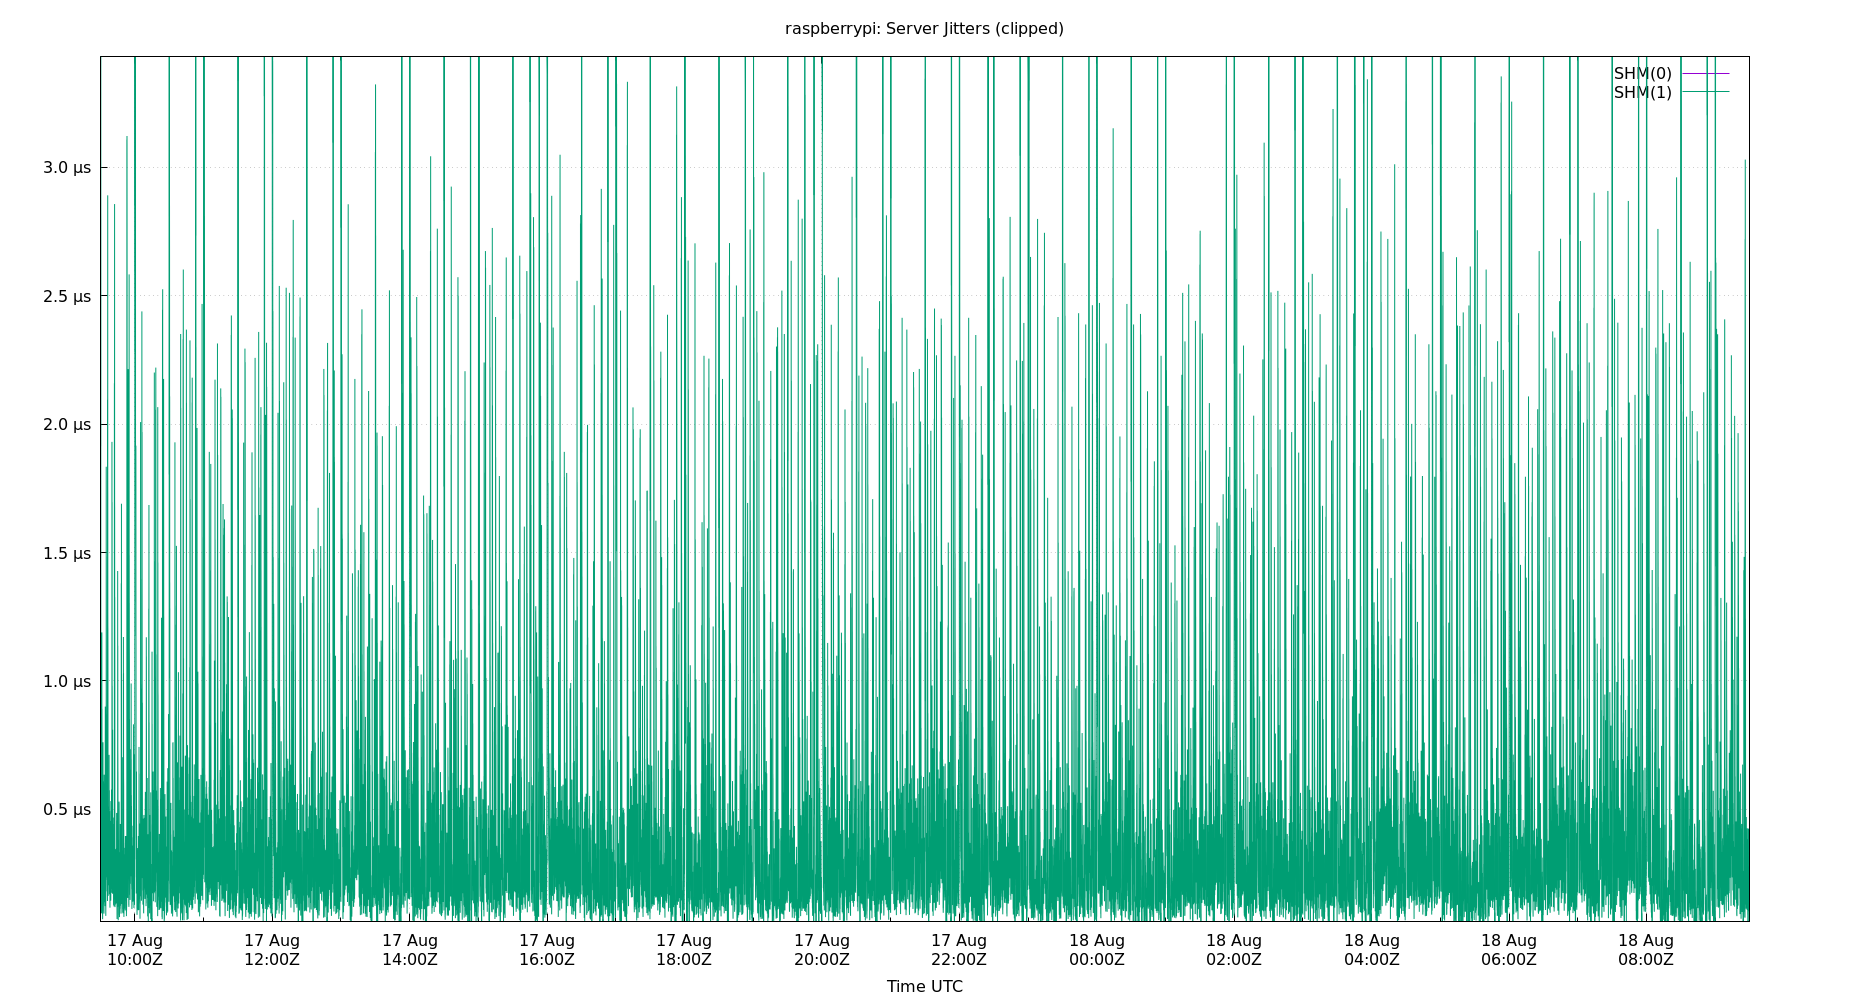 raspberrypi: Server Jitters (clipped)
SHM(0)
SHM(1)
3.0 µs
2.5 µs
2.0 µs
1.5 µs
1.0 µs
0.5 µs
17 Aug 17 Aug 17 Aug 17 Aug 17 Aug 17 Aug 17 Aug 18 Aug 18 Aug 18 Aug 18 Aug 18 Aug
10:00Z 12:00Z 14:00Z 16:00Z 18:00Z 20:00Z 22:00Z 00:00Z 02:00Z 04:00Z 06:00Z 08:00Z
Time UTC